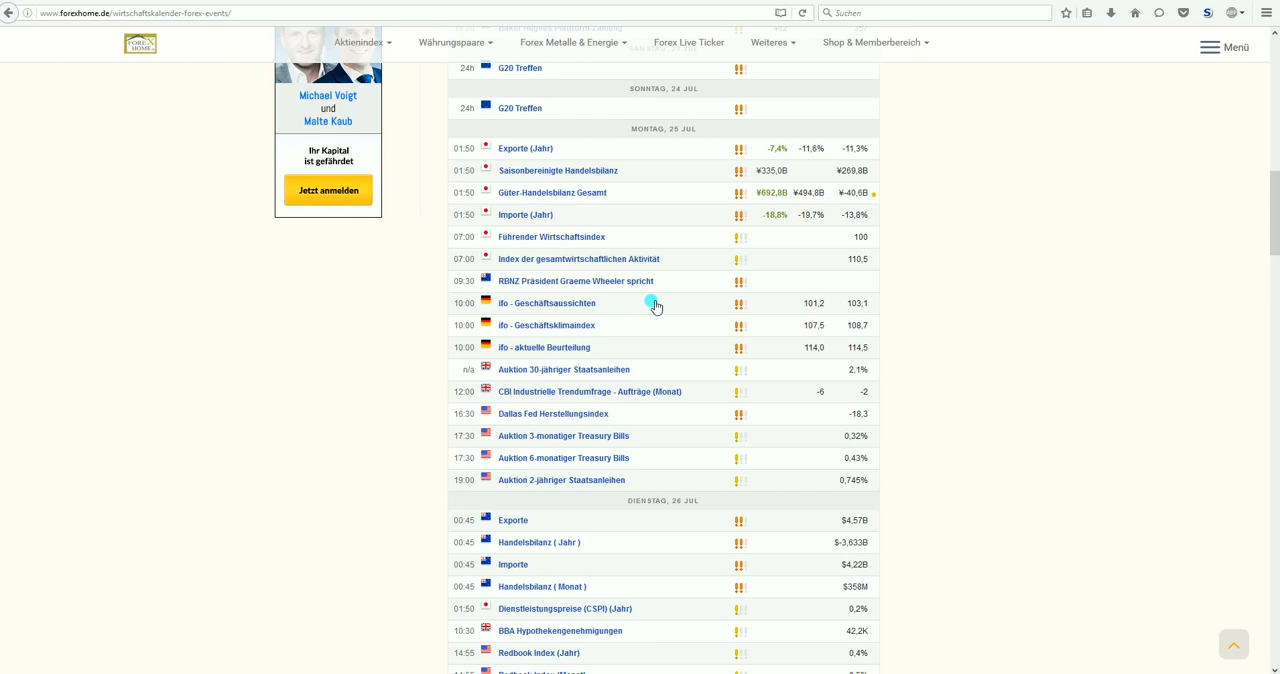 www.forexhome.de/wirtschaftskalender-forex-events/
Suchen
FOREX
HOME
Aktienindex
Währungspaare
Forex Metalle & Energie
Forex Live Ticker
Weiteres
Shop & Memberbereich
Menü
Michael Voigt
und
Malte Kaub
Ihr Kapital
ist gefährdet
Jetzt anmelden
24h G20 Treffen
SONNTAG, 24 JUL
24h G20 Treffen
MONTAG, 25 JUL
01:50 Exporte (Jahr) -7,4% -11,6% -11,3%
01:50 Saisonbereinigte Handelsbilanz ¥335,0B ¥269,8B
01:50 Güter-Handelsbilanz Gesamt ¥692,8B ¥494,8B ¥-40,6B
01:50 Importe (Jahr) -18,8% -19,7% -13,8%
07:00 Führender Wirtschaftsindex 100
07:00 Index der gesamtwirtschaftlichen Aktivität 110,5
09:30 RBNZ Präsident Graeme Wheeler spricht
10:00 ifo - Geschäftsaussichten 101,2 103,1
10:00 ifo - Geschäftsklimaindex 107,5 108,7
10:00 ifo - aktuelle Beurteilung 114,0 114,5
n/a Auktion 30-jähriger Staatsanleihen 2,1%
12:00 CBI Industrielle Trendumfrage - Aufträge (Monat) -6 -2
16:30 Dallas Fed Herstellungsindex -18,3
17:30 Auktion 3-monatiger Treasury Bills 0,32%
17:30 Auktion 6-monatiger Treasury Bills 0,43%
19:00 Auktion 2-jähriger Staatsanleihen 0,745%
DIENSTAG, 26 JUL
00:45 Exporte $4,57B
00:45 Handelsbilanz ( Jahr ) $-3,633B
00:45 Importe $4,22B
00:45 Handelsbilanz ( Monat ) $358M
01:50 Dienstleistungspreise (CSPI) (Jahr) 0,2%
10:30 BBA Hypothekengenehmigungen 42,2K
14:55 Redbook Index (Jahr) 0,4%